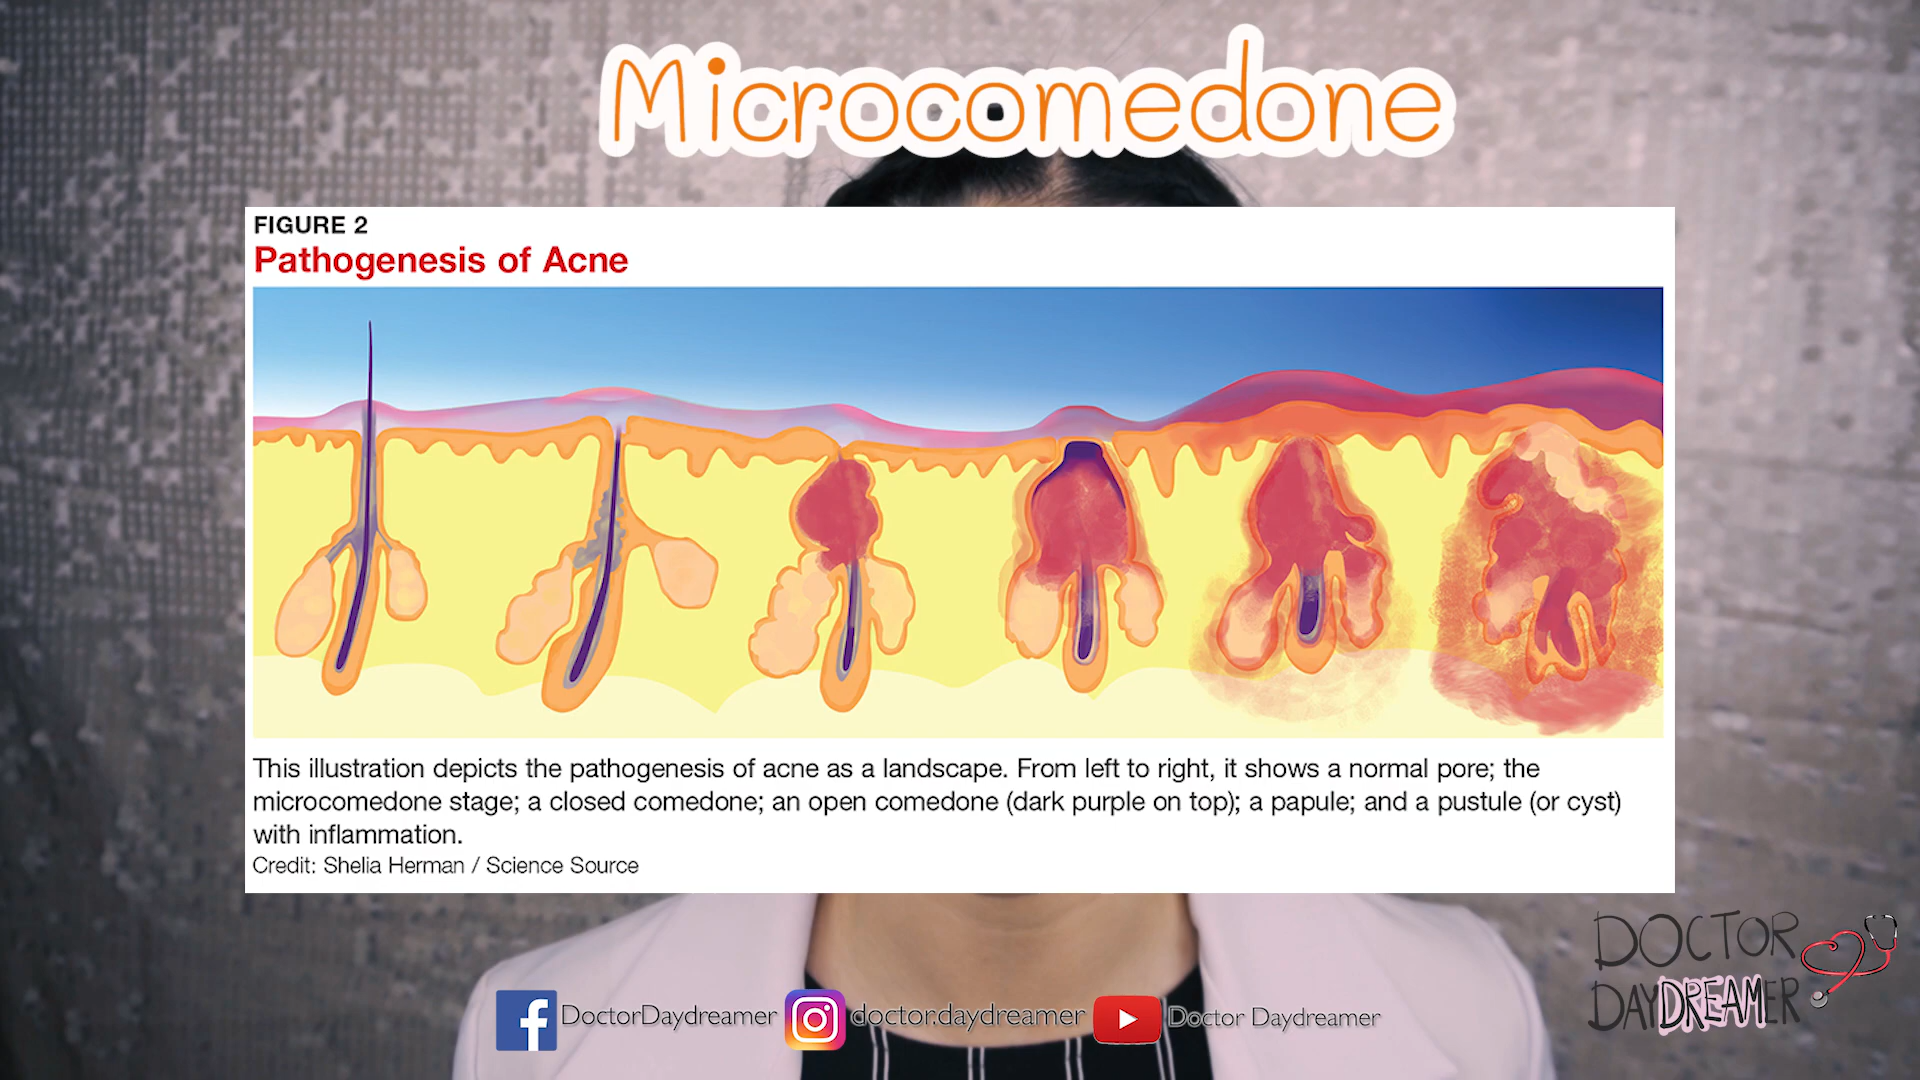 Microcomedone
FIGURE 2
Pathogenesis of Acne
This illustration depicts the pathogenesis of acne as a landscape. From left to right, it shows a normal pore; the
microcomedone stage; a closed comedone; an open comedone (dark purple on top); a papule; and a pustule (or cyst)
with inflammation.
Credit: Shelia Herman / Science Source
DOCTOR
DAYDREAMER
DoctorDaydreamer doctor.daydreamer Doctor Daydreamer